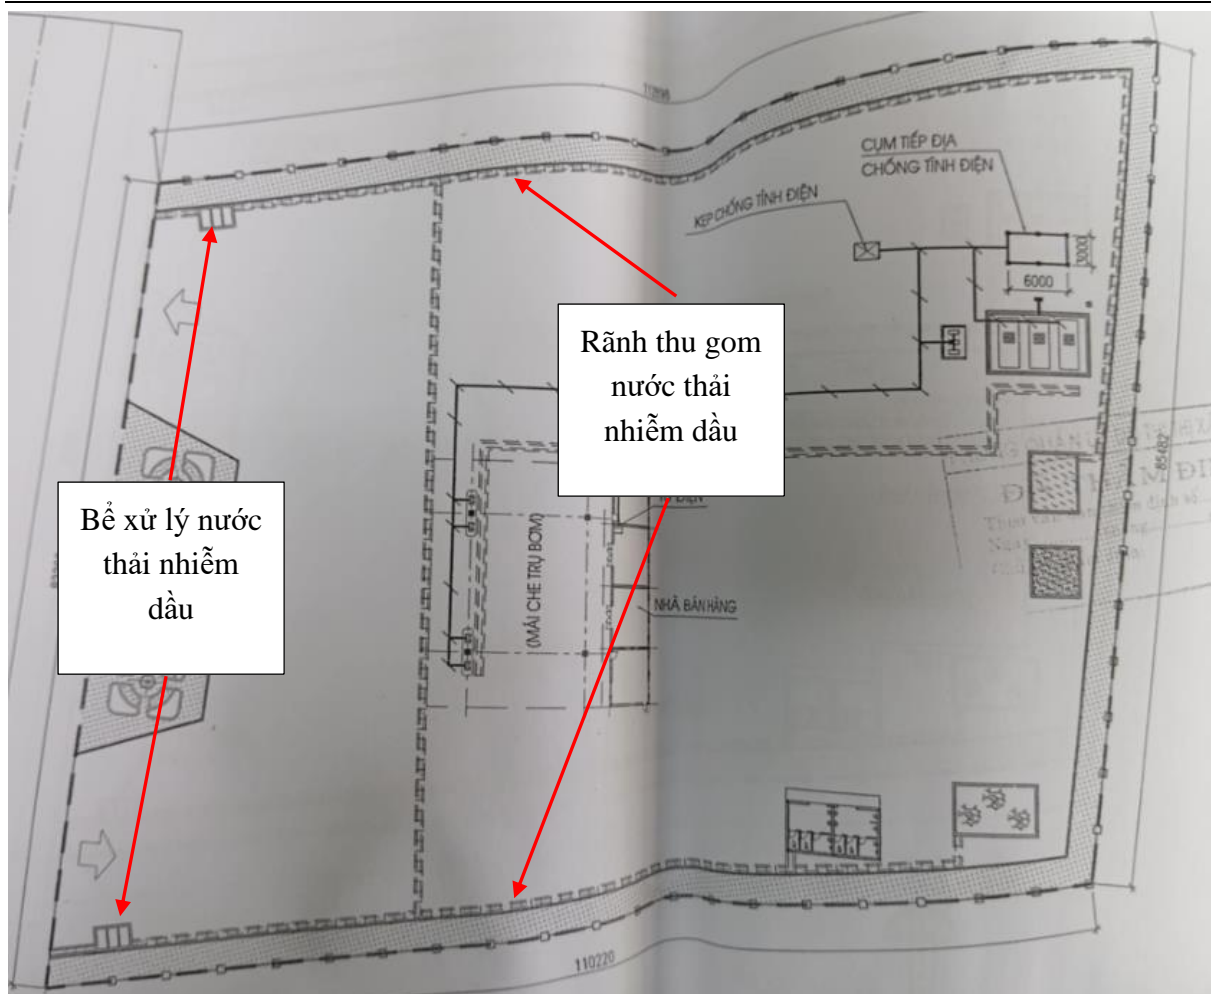 CỤM TIẾP ĐỊA
CHỐNG TĨNH ĐIỆN
KẸP CHỐNG TĨNH ĐIỆN
3000
6000
Rãnh thu gom
nước thải
nhiễm dầu
85482
Bể xử lý nước
thải nhiễm
dầu
(MÁI CHE TRỤ BƠM)
NHÀ BÁN HÀNG
110220